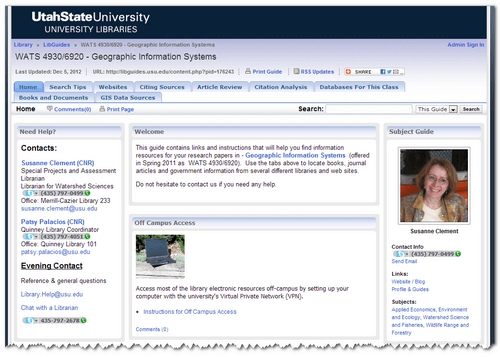 UtahStateUniversity
UNIVERSITY LIBRARIES
Library » LibGuides » WATS 4930/6920 - Geographic Information Systems
Admin Sign In
WATS 4930/6920 - Geographic Information Systems
Last Updated: Dec 5, 2012 URL: http://libguides.usu.edu/content.php?pid=176243 Print Guide RSS Updates SHARE
Home Search Tips Websites Citing Sources Article Review Citation Analysis Databases For This Class
Books and Documents GIS Data Sources
Home Comments(0) Print Page Search: This Guide Search
Need Help?
Contacts:
Susanne Clement (CNR)
Special Projects and Assessment
Librarian
Librarian for Watershed Sciences
(435) 797-0499
Office: Merrill-Cazier Library 233
susanne.clement@usu.edu
Patsy Palacios (CNR)
Quinney Library Coordinator
(435) 797-4051
Office: Quinney Library 101
patsy.palacios@usu.edu
Evening Contact
Reference & general questions
Library.Help@usu.edu
Chat with a Librarian
435-797-2678
Welcome
This guide contains links and instructions that will help you find information
resources for your research papers in - Geographic Information Systems (offered
in Spring 2011 as WATS 4930/6920). Use the tabs above to locate books, journal
articles and government information from several different libraries and web sites.
Do not hesitate to contact us if you need any help.
Off Campus Access
Access most of the library electronic resources off-campus by setting up your
computer with the university's Virtual Private Network (VPN).
• Instructions for Off Campus Access
Comments (0)
Subject Guide
Susanne Clement
Contact Info
(435) 797-0499
Send Email
Links:
Website / Blog
Profile & Guides
Subjects:
Applied Economics, Environment
and Ecology, Watershed Science
and Fisheries, Wildlife Range and
Forestry